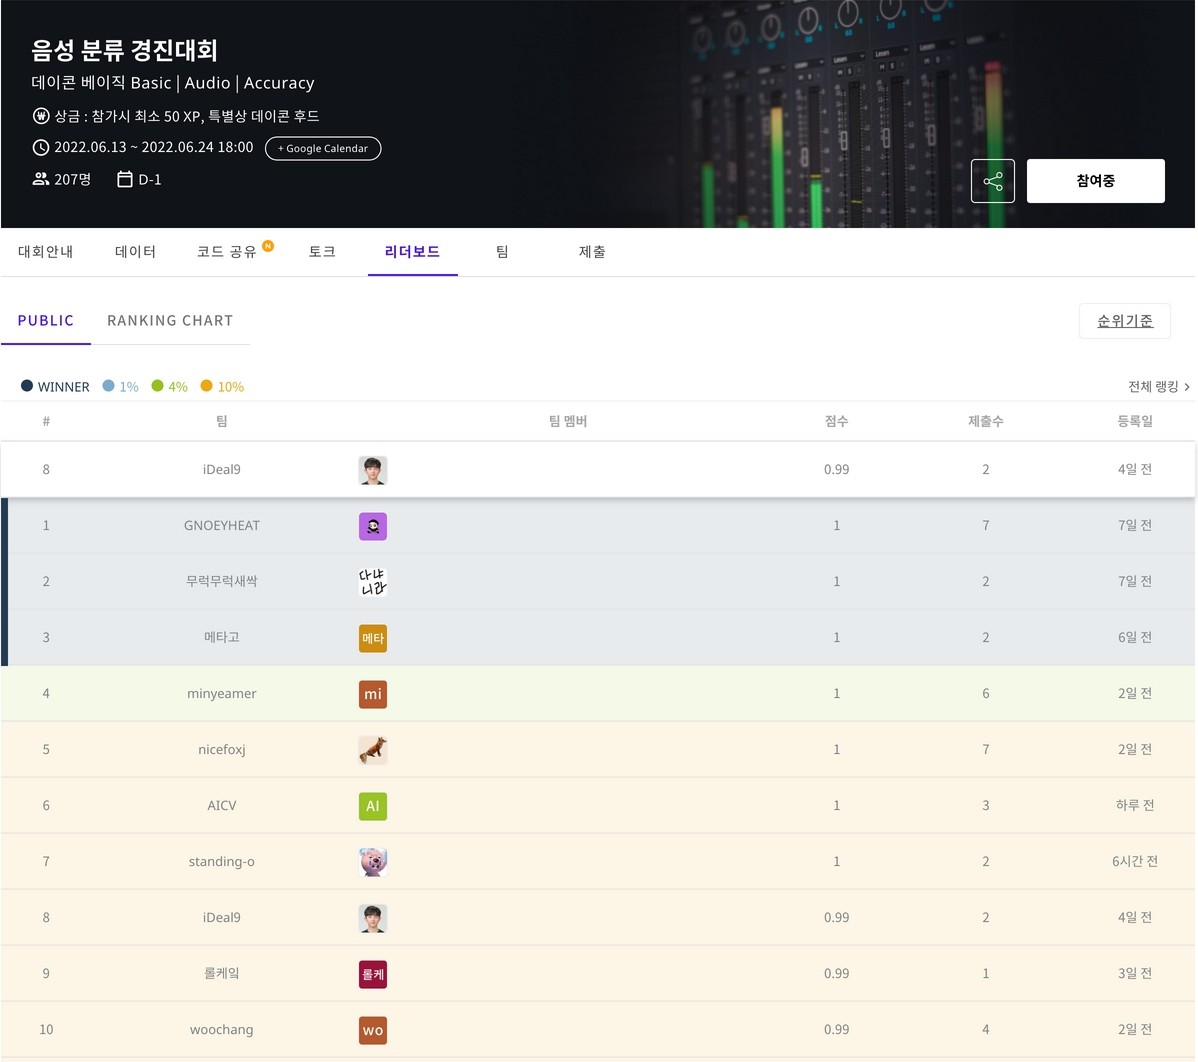 음성 분류 경진대회
데이콘 베이직 Basic | Audio | Accuracy
₩ 상금 : 참가시 최소 50 XP, 특별상 데이콘 후드
2022.06.13 ~ 2022.06.24 18:00 + Google Calendar
207명 D-1
참여중
대회안내 데이터 코드 공유 N 토크 리더보드 팀 제출
PUBLIC RANKING CHART 순위기준
WINNER 1% 4% 10% 전체 랭킹 >
# 팀 팀 멤버 점수 제출수 등록일
8 iDeal9 0.99 2 4일 전
1 GNOEYHEAT 1 7 7일 전
2 무럭무럭새싹 다냐니라 1 2 7일 전
3 메타고 메타 1 2 6일 전
4 minyeamer mi 1 6 2일 전
5 nicefoxj 1 7 2일 전
6 AICV AI 1 3 하루 전
7 standing-o 1 2 6시간 전
8 iDeal9 0.99 2 4일 전
9 롤케잌 롤케 0.99 1 3일 전
10 woochang wo 0.99 4 2일 전